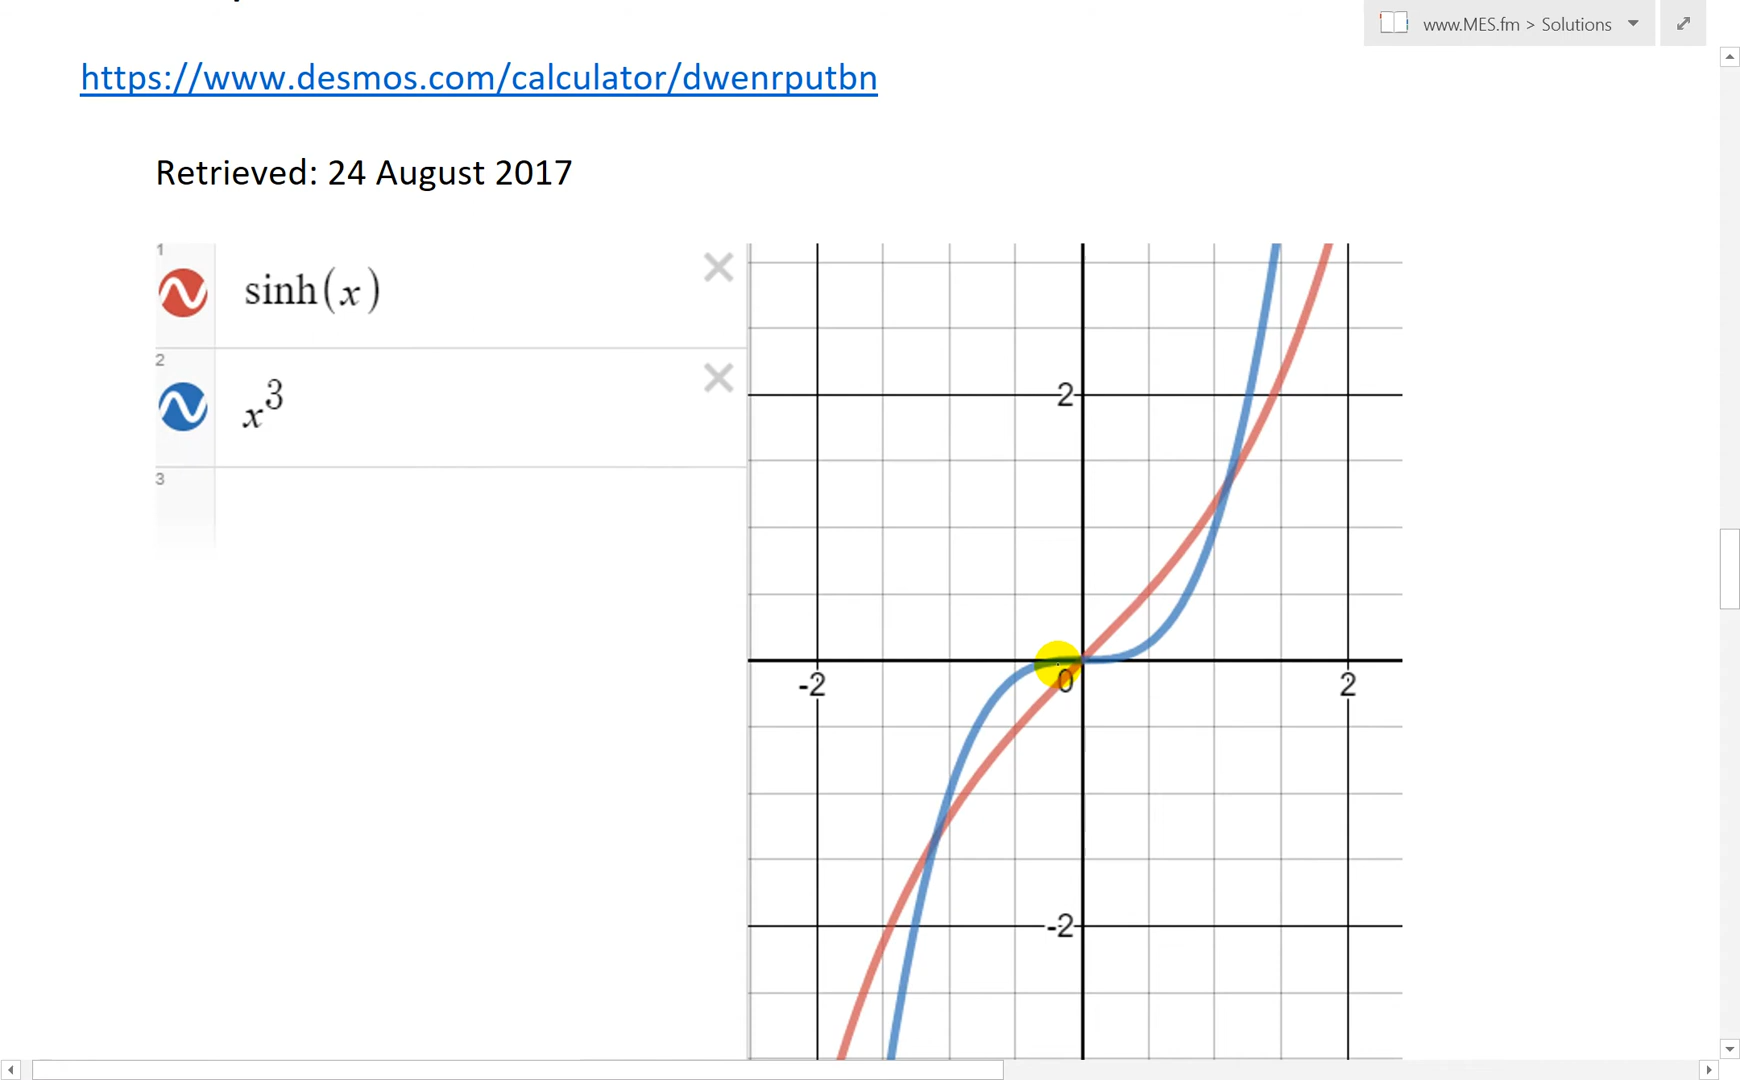 www.MES.fm > Solutions
https://www.desmos.com/calculator/dwenrputbn
Retrieved: 24 August 2017
1
sinh(x)
2
x³
3
2
-2
0
2
-2